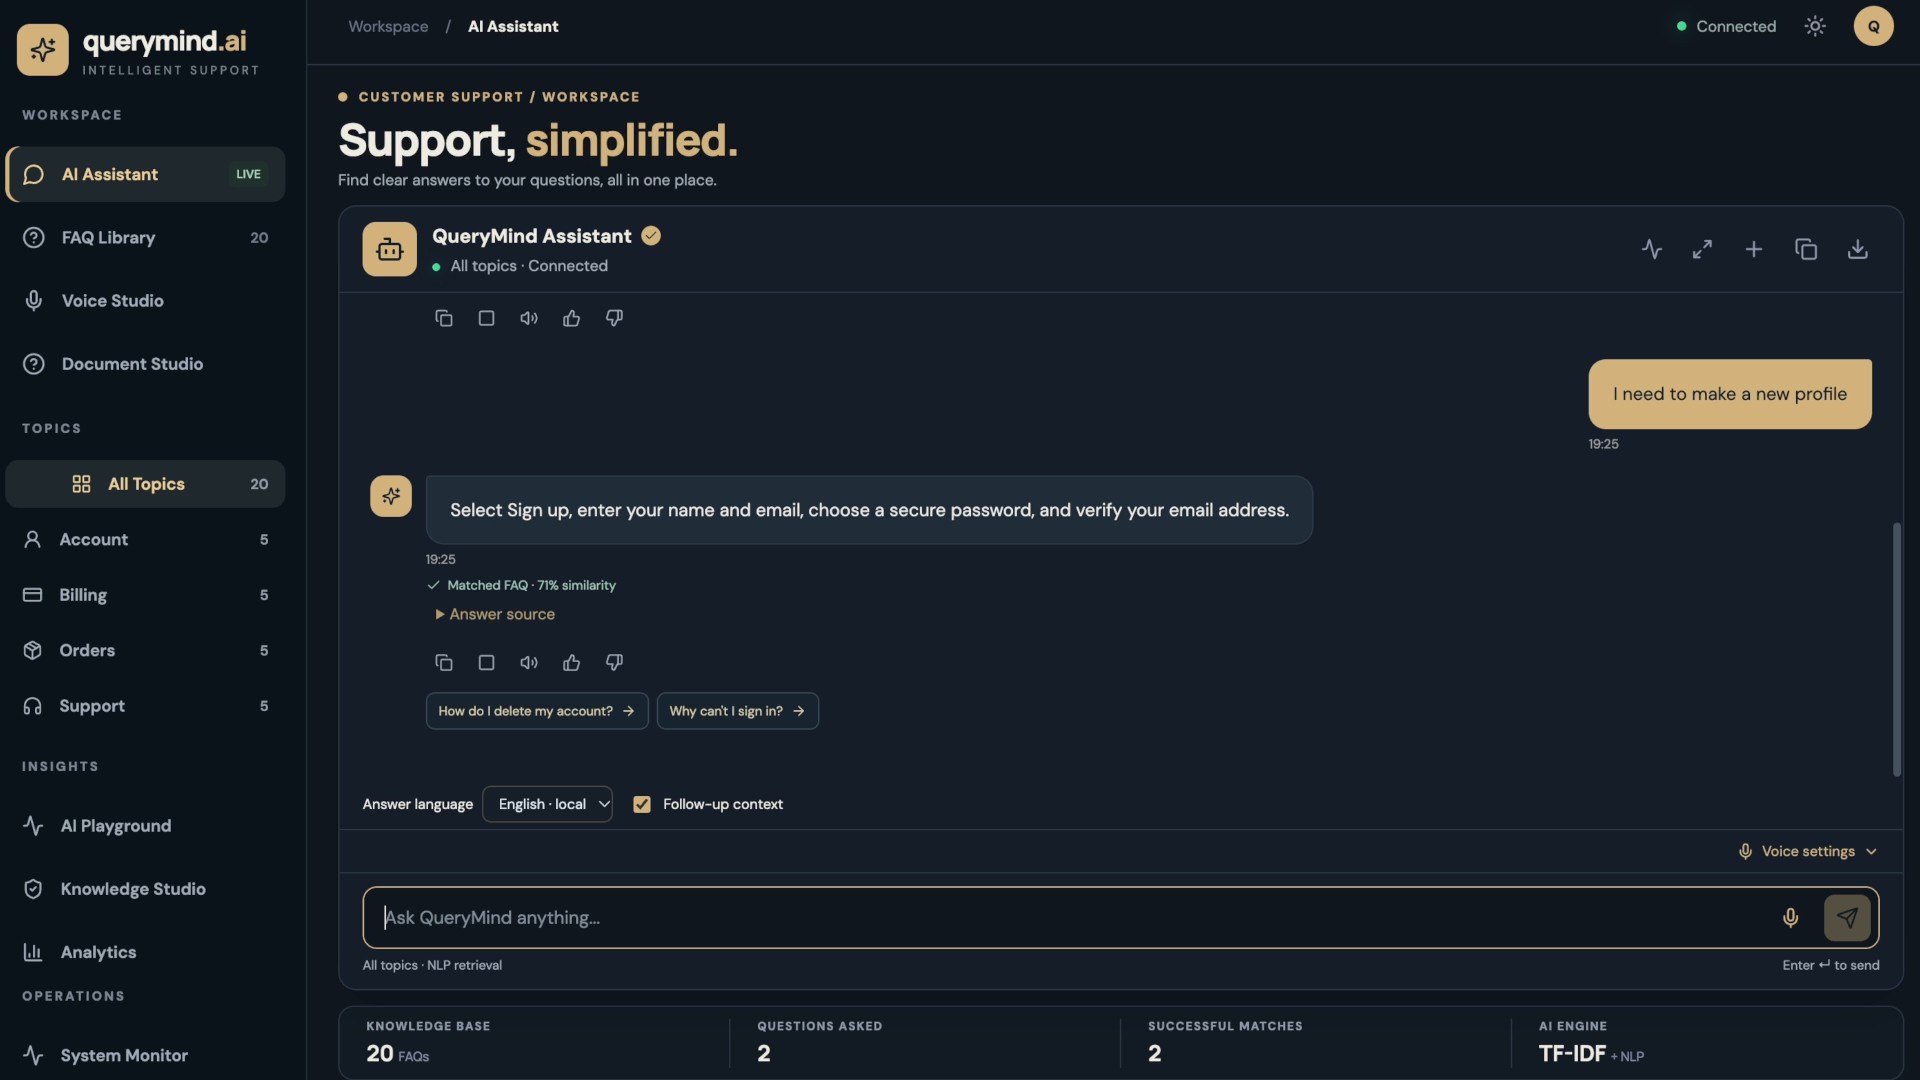 querymind.ai
INTELLIGENT SUPPORT
WORKSPACE
AI Assistant LIVE
FAQ Library 20
Voice Studio
Document Studio
TOPICS
All Topics 20
Account 5
Billing 5
Orders 5
Support 5
INSIGHTS
AI Playground
Knowledge Studio
Analytics
OPERATIONS
System Monitor
Workspace / AI Assistant
Connected
Q
CUSTOMER SUPPORT / WORKSPACE
Support, simplified.
Find clear answers to your questions, all in one place.
QueryMind Assistant
All topics · Connected
I need to make a new profile
19:25
Select Sign up, enter your name and email, choose a secure password, and verify your email address.
19:25
Matched FAQ · 71% similarity
Answer source
How do I delete my account? → Why can't I sign in? →
Answer language English · local Follow-up context
Voice settings
Ask QueryMind anything...
All topics · NLP retrieval Enter ↵ to send
KNOWLEDGE BASE
20 FAQs
QUESTIONS ASKED
2
SUCCESSFUL MATCHES
2
AI ENGINE
TF-IDF + NLP